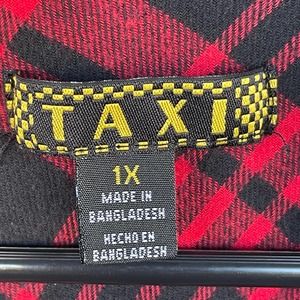 TAXI
1X
MADE IN
BANGLADESH
HECHO EN
BANGLADESH